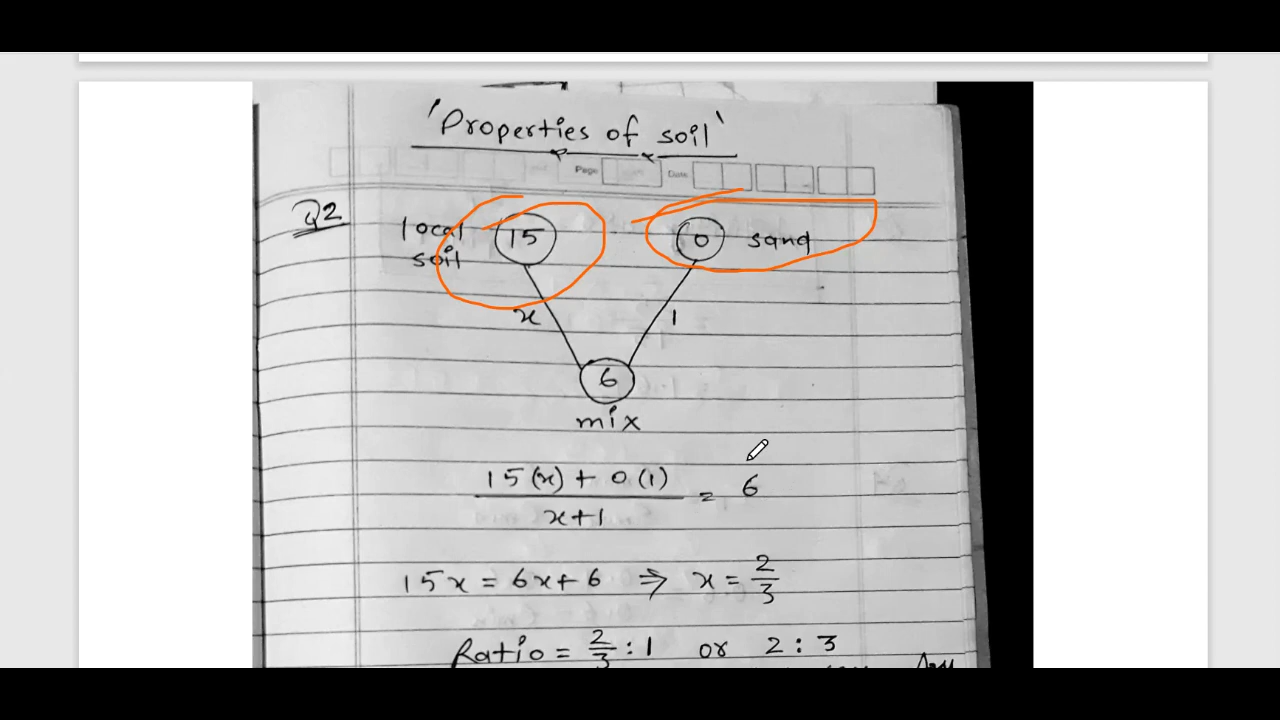 'Properties of soil'
Page
Date
Q2
local soil 15
0 sand
x
1
6
mix
15(x) + 0(1) / x+1 = 6
15x = 6x+6 ⇒ x = 2/3
Ratio = 2/3 : 1 or 2 : 3